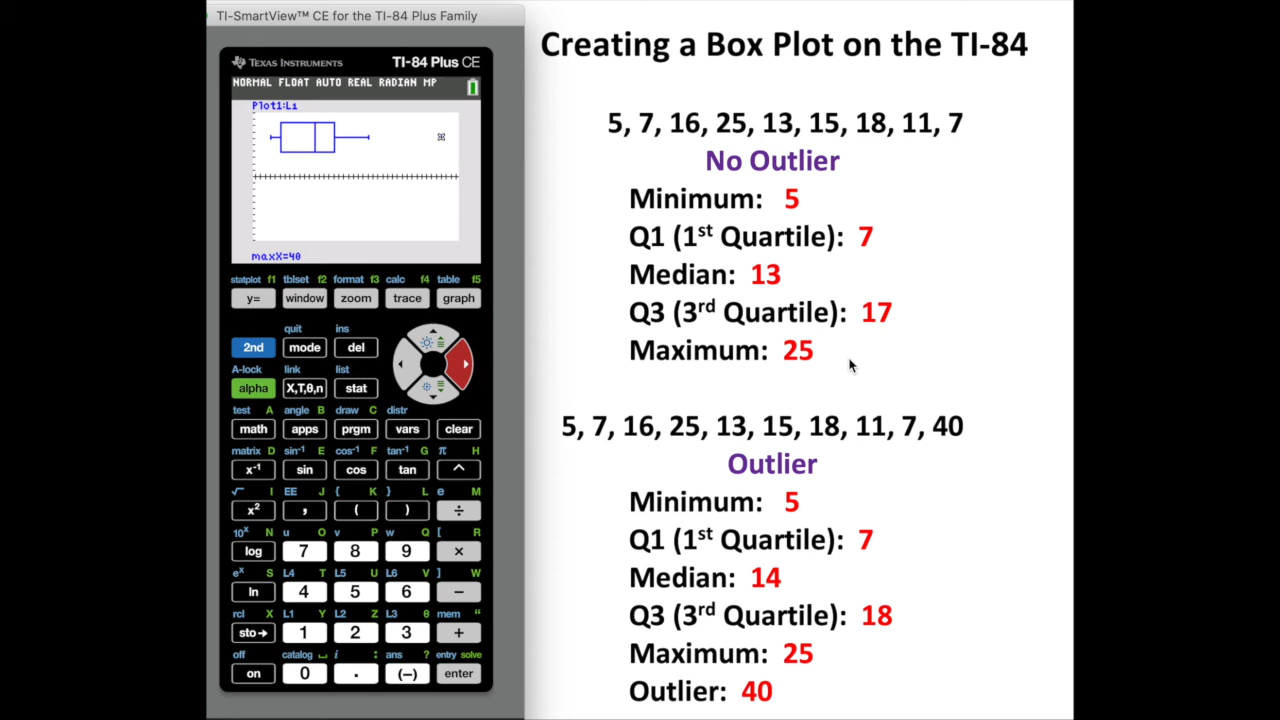 TI-SmartView™ CE for the TI-84 Plus Family
TEXAS INSTRUMENTS TI-84 Plus CE
NORMAL FLOAT AUTO REAL RADIAN MP
Plot1:L1
maxX=40
statplot f1 tblset f2 format f3 calc f4 table f5
y= window zoom trace graph
quit ins
2nd mode del
A-lock link list
alpha X,T,θ,n stat
test A angle B draw C distr
math apps prgm vars clear
matrix D sin⁻¹ E cos⁻¹ F tan⁻¹ G π H
x⁻¹ sin cos tan ^
√ I EE J { K } L e M
x² , ( ) ÷
10ˣ N u O v P w Q [ R
log 7 8 9 ×
eˣ S L4 T L5 U L6 V ] W
ln 4 5 6 −
rcl X L1 Y L2 Z L3 θ mem “
sto→ 1 2 3 +
off catalog ⎵ i : ans ? entry solve
on 0 . (−) enter
Creating a Box Plot on the TI-84
5, 7, 16, 25, 13, 15, 18, 11, 7
No Outlier
Minimum: 5
Q1 (1st Quartile): 7
Median: 13
Q3 (3rd Quartile): 17
Maximum: 25
5, 7, 16, 25, 13, 15, 18, 11, 7, 40
Outlier
Minimum: 5
Q1 (1st Quartile): 7
Median: 14
Q3 (3rd Quartile): 18
Maximum: 25
Outlier: 40